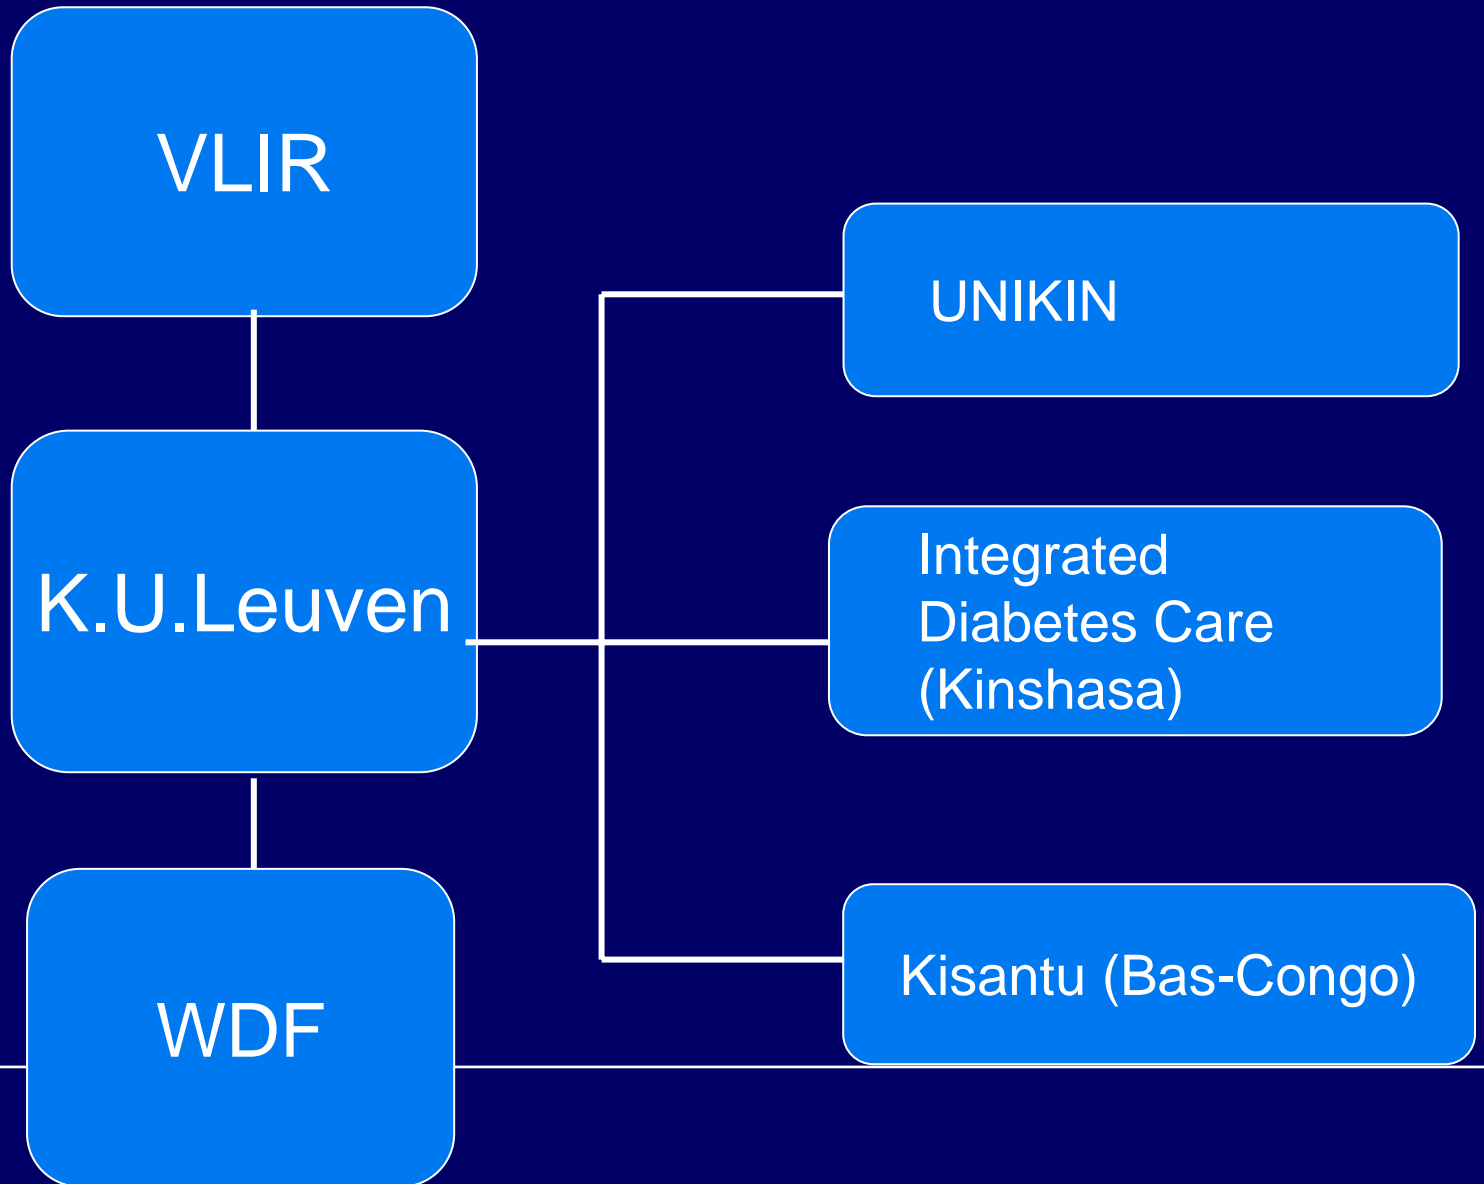 VLIR
K.U.Leuven
WDF
UNIKIN
Integrated
Diabetes Care
(Kinshasa)
Kisantu (Bas-Congo)